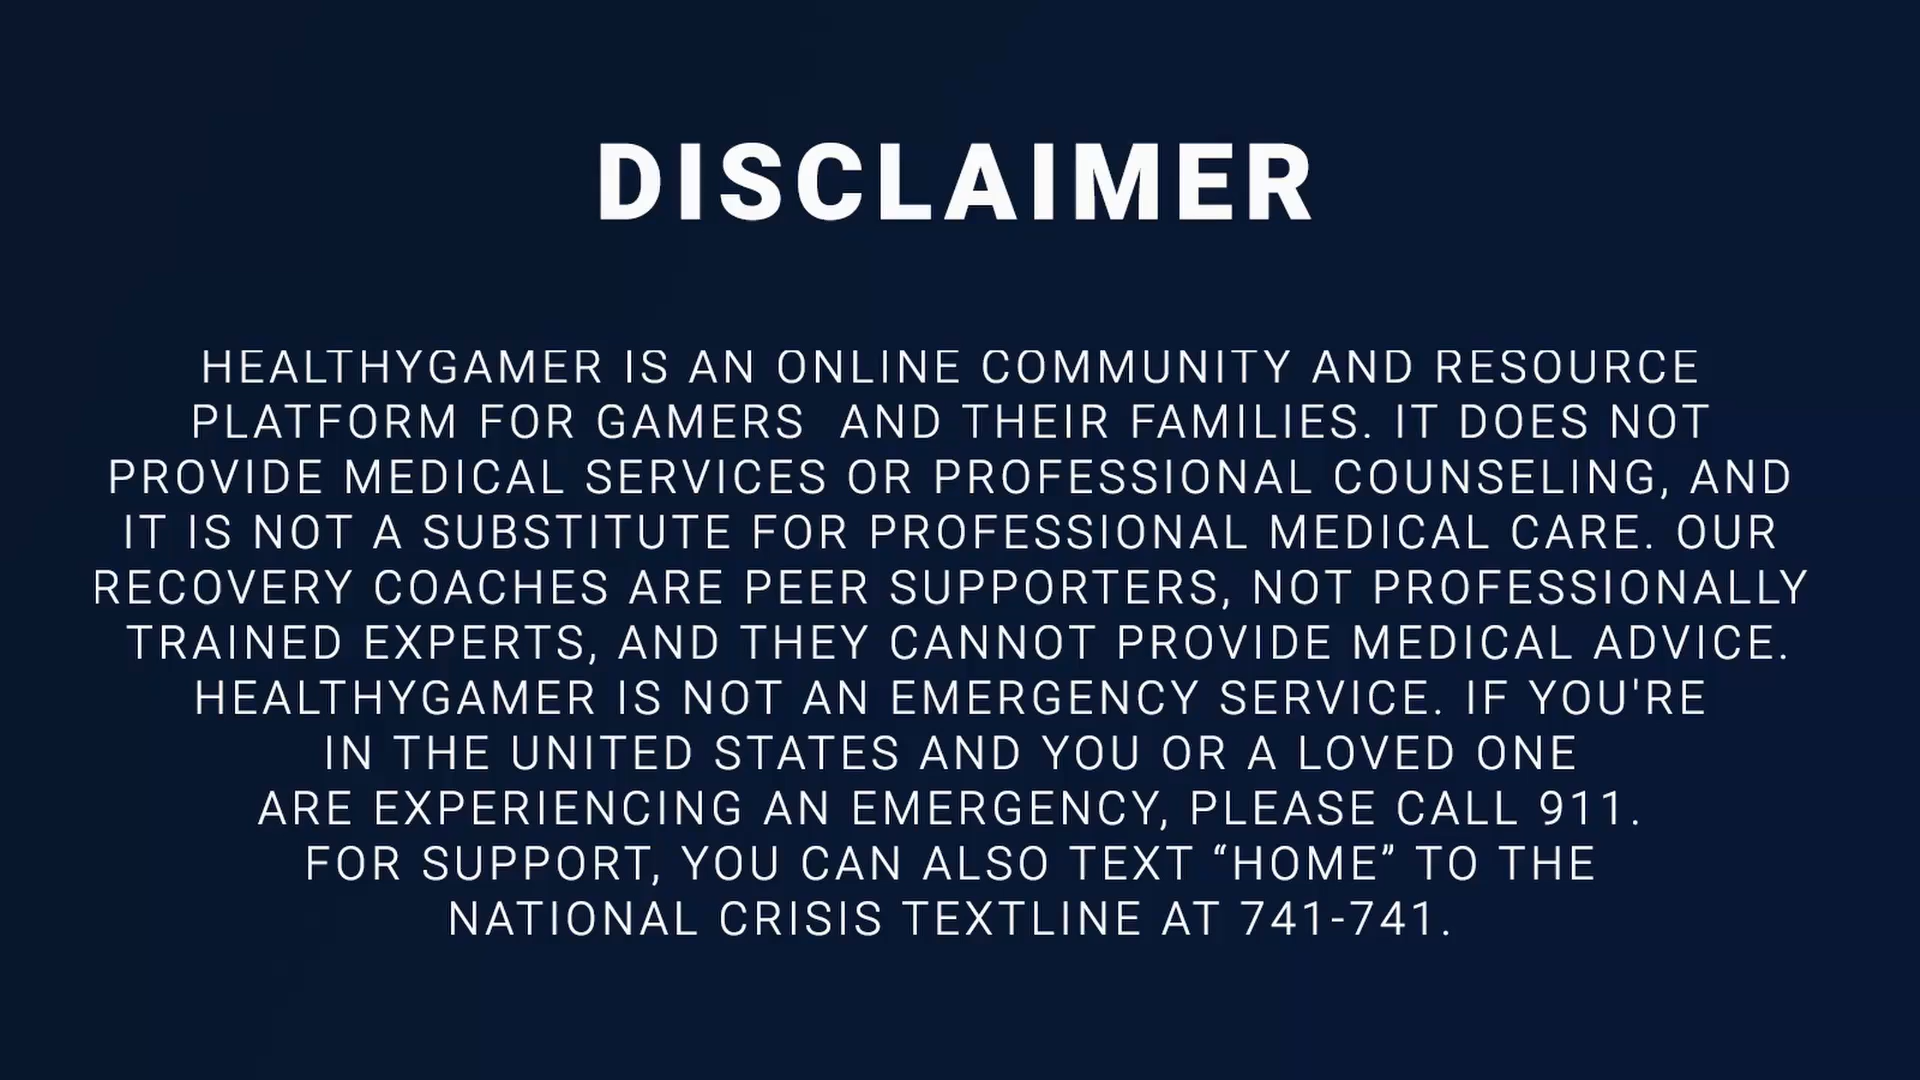 DISCLAIMER
HEALTHYGAMER IS AN ONLINE COMMUNITY AND RESOURCE
PLATFORM FOR GAMERS  AND THEIR FAMILIES. IT DOES NOT
PROVIDE MEDICAL SERVICES OR PROFESSIONAL COUNSELING, AND
IT IS NOT A SUBSTITUTE FOR PROFESSIONAL MEDICAL CARE. OUR
RECOVERY COACHES ARE PEER SUPPORTERS, NOT PROFESSIONALLY
TRAINED EXPERTS, AND THEY CANNOT PROVIDE MEDICAL ADVICE.
HEALTHYGAMER IS NOT AN EMERGENCY SERVICE. IF YOU'RE
IN THE UNITED STATES AND YOU OR A LOVED ONE
ARE EXPERIENCING AN EMERGENCY, PLEASE CALL 911.
FOR SUPPORT, YOU CAN ALSO TEXT “HOME” TO THE
NATIONAL CRISIS TEXTLINE AT 741-741.